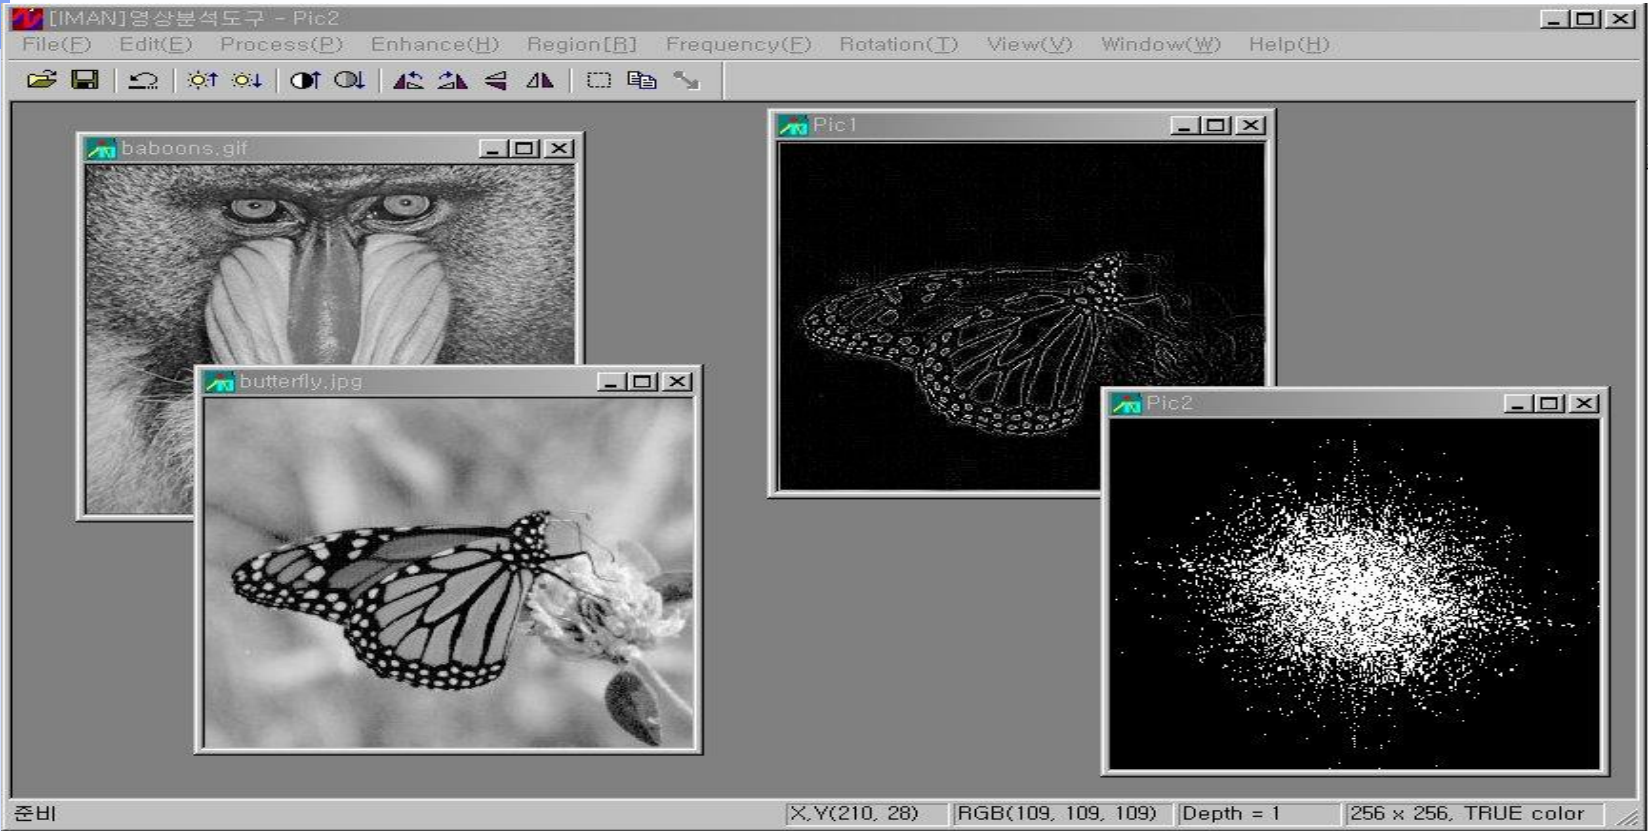 [IMAN]영상분석도구 - Pic2
File(F) Edit(E) Process(P) Enhance(H) Region[R] Frequency(F) Rotation(T) View(V) Window(W) Help(H)
baboons.gif
Pic1
butterfly.jpg
Pic2
준비 X,Y(210, 28) RGB(109, 109, 109) Depth = 1 256 x 256, TRUE color